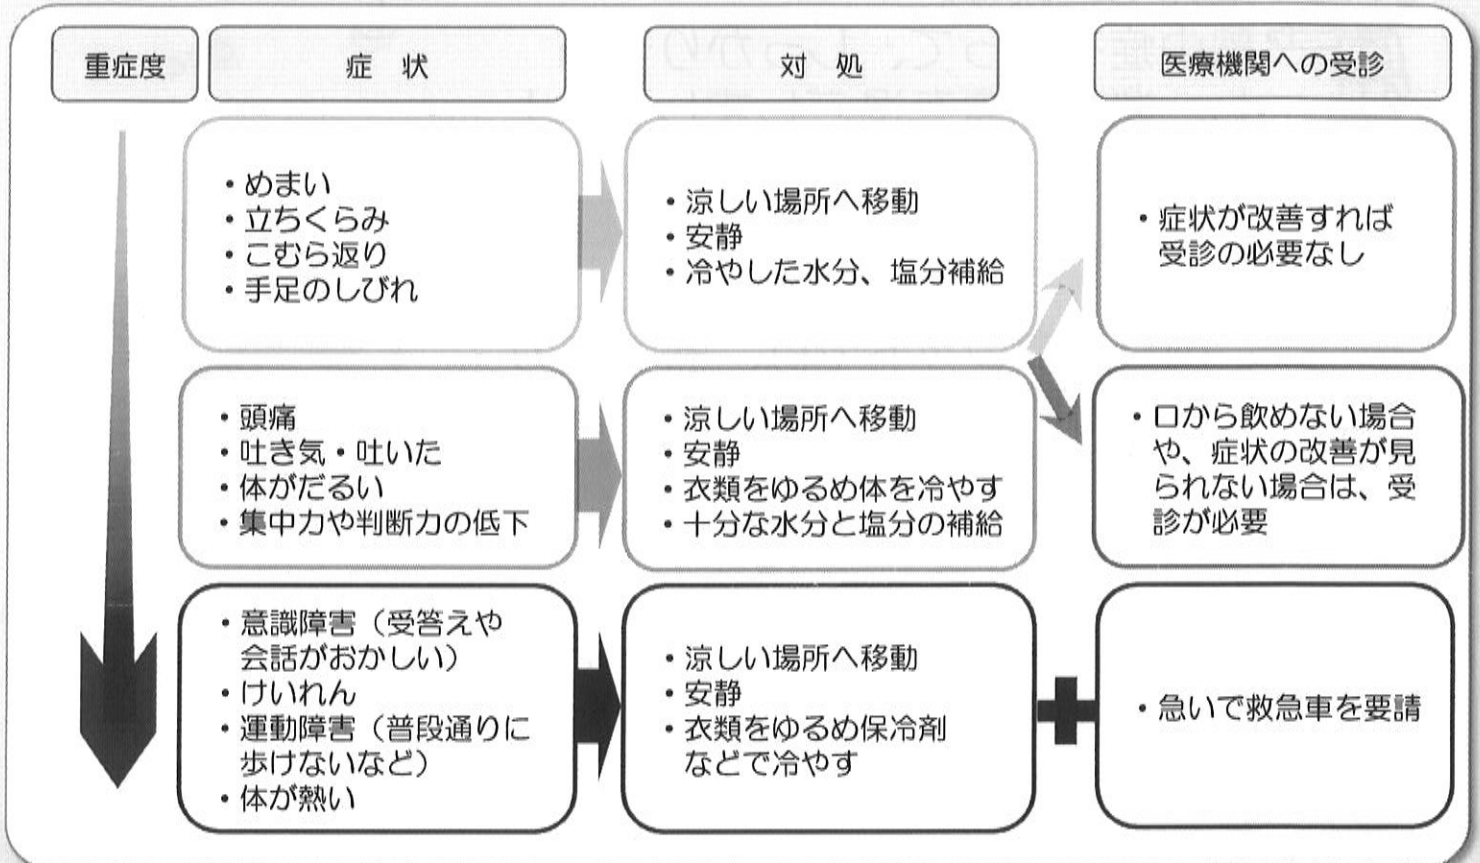 重症度
症 状
対 処
医療機関への受診
・めまい
・立ちくらみ
・こむら返り
・手足のしびれ
・涼しい場所へ移動
・安静
・冷やした水分、塩分補給
・症状が改善すれば
受診の必要なし
・頭痛
・吐き気・吐いた
・体がだるい
・集中力や判断力の低下
・涼しい場所へ移動
・安静
・衣類をゆるめ体を冷やす
・十分な水分と塩分の補給
・口から飲めない場合
や、症状の改善が見
られない場合は、受
診が必要
・意識障害（受答えや
会話がおかしい）
・けいれん
・運動障害（普段通りに
歩けないなど）
・体が熱い
・涼しい場所へ移動
・安静
・衣類をゆるめ保冷剤
などで冷やす
・急いで救急車を要請